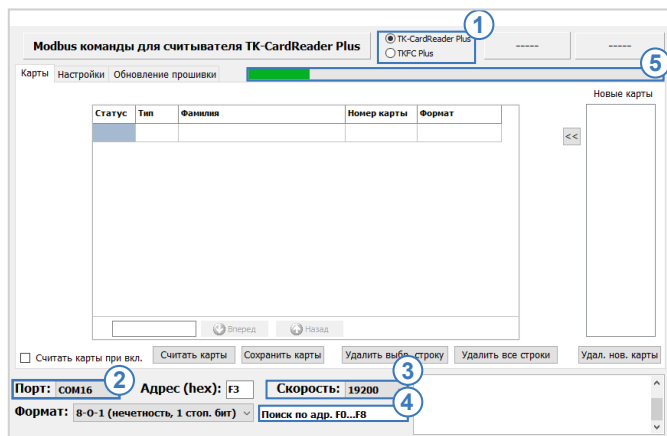 1
Modbus команды для считывателя TK-CardReader Plus
TK-CardReader Plus
TKFC Plus
-----
-----
5
Карты
Настройки
Обновление прошивки
Новые карты
Статус
Тип
Фамилия
Номер карты
Формат
<<
Вперед
Назад
Считать карты при вкл.
Считать карты
Сохранить карты
Удалить выбр. строку
Удалить все строки
Удал. нов. карты
2
3
Порт: COM16
Адрес (hex): F3
Скорость: 19200
4
Формат: 8-O-1 (нечетность, 1 стоп. бит)
Поиск по адр. F0...F8